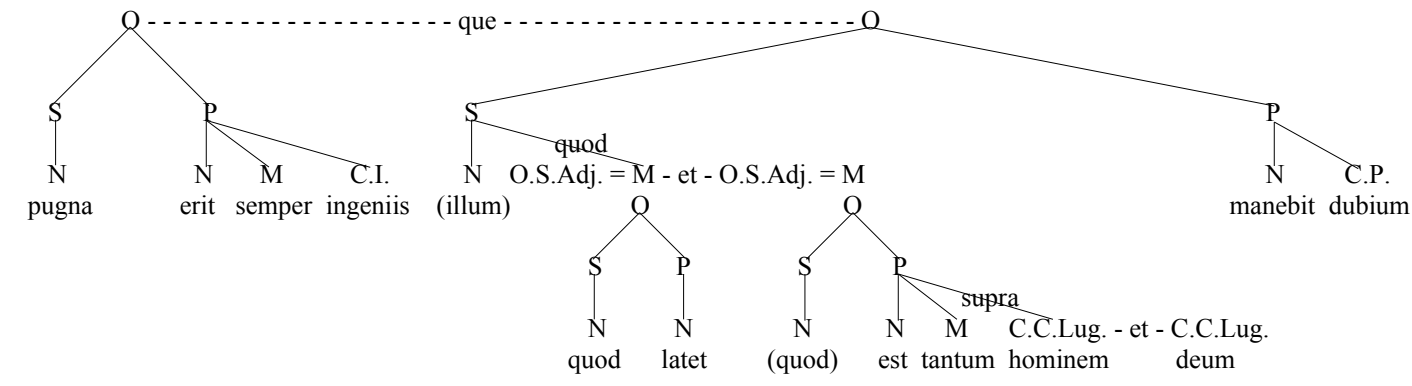 O - - - - - - - - - - - - - - - - - - - - - que - - - - - - - - - - - - - - - - - - - - - - - - O
S P S P
quod
N N M C.I. N O.S.Adj. = M - et - O.S.Adj. = M N C.P.
pugna erit semper ingeniis (illum) manebit dubium
O O
S P S P
supra
N N N N M C.C.Lug. - et - C.C.Lug.
quod latet (quod) est tantum hominem deum